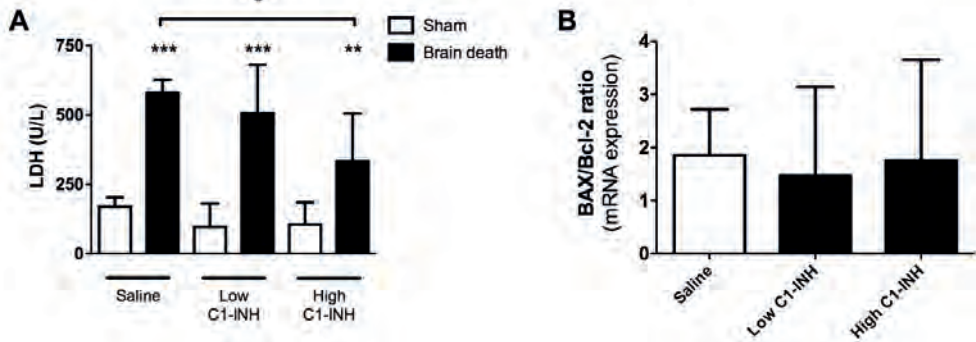 A
Sham
Brain death
750
500
250
0
LDH (U/L)
***
***
**
Saline
Low
C1-INH
High
C1-INH
B
4
3
2
1
0
BAX/Bcl-2 ratio
(mRNA expression)
Saline
Low C1-INH
High C1-INH